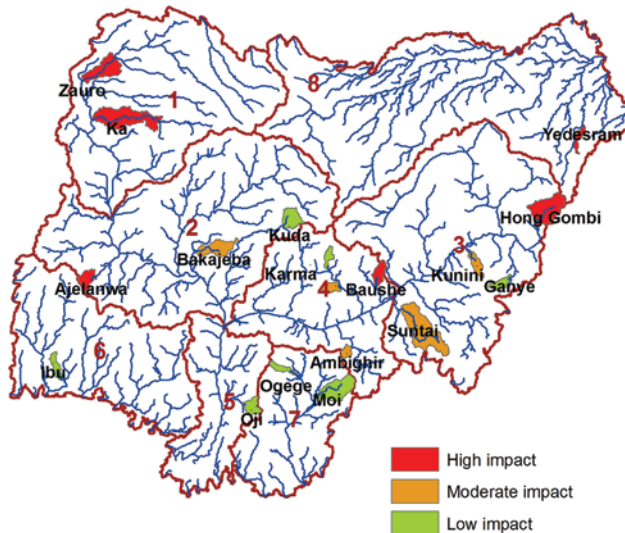 8
Zauro
1
Ka
Yedesram
Hong Gombi
2
Kuda
Bakajeba
3
Karma
Kunini
Ganye
Ajelanwa
4
Baushe
Suntai
6
Ibu
Ambighir
Ogege
Moi
5
Oji
7
High impact
Moderate impact
Low impact